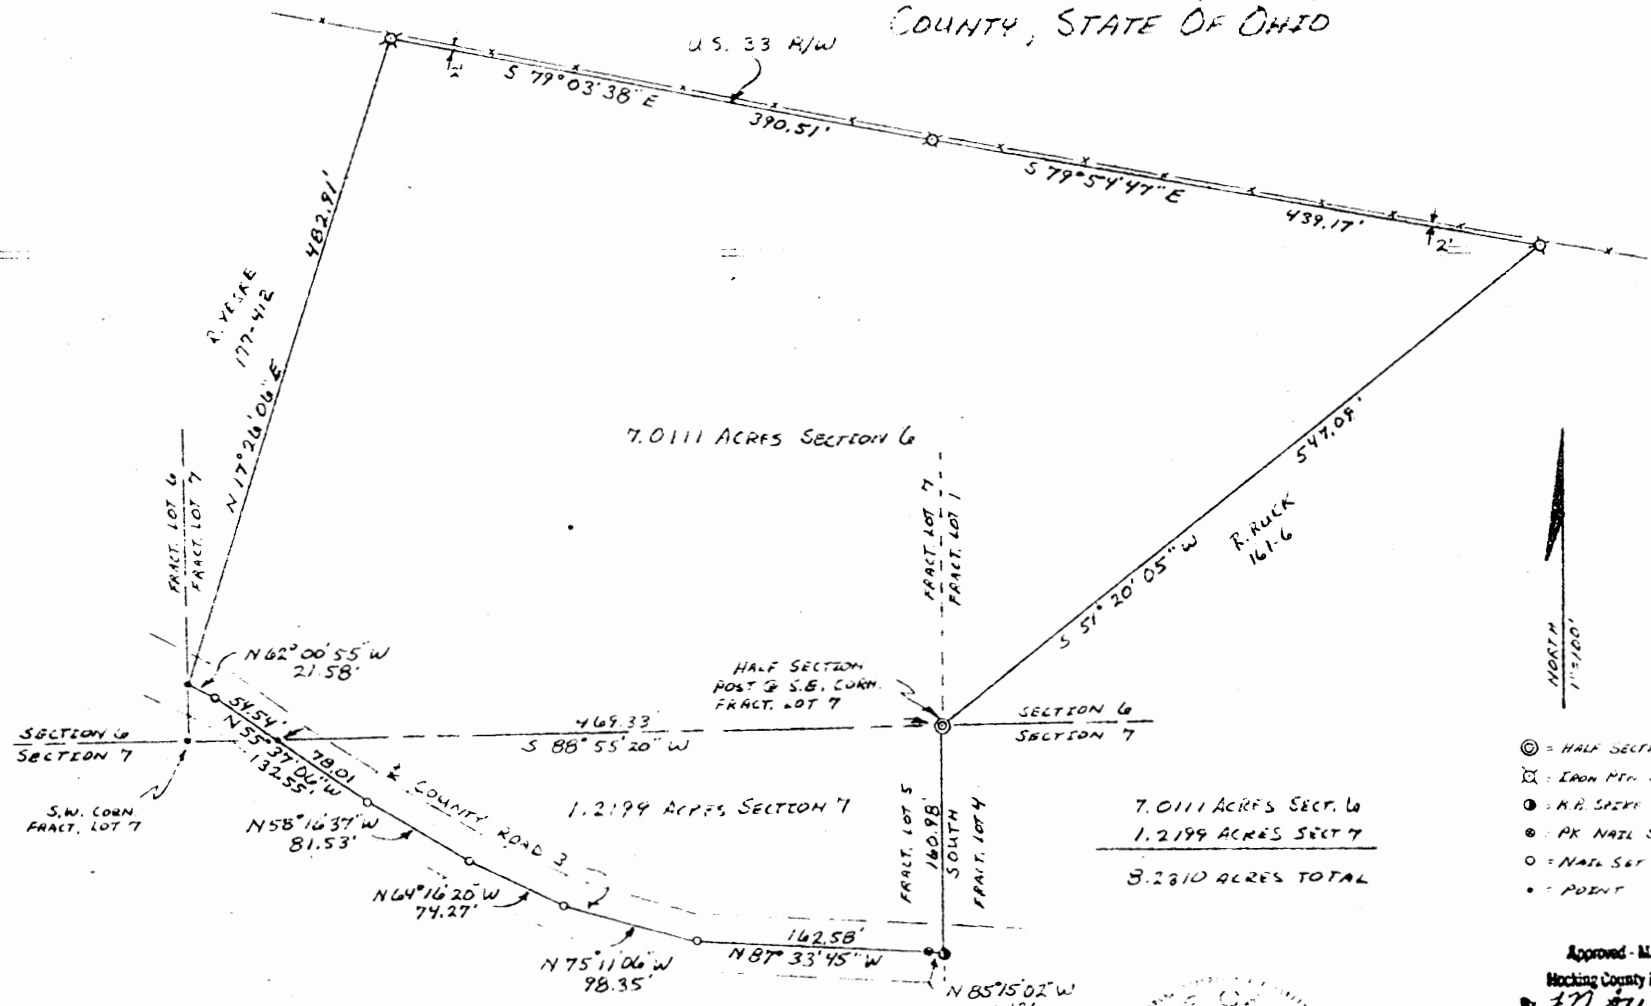 COUNTY, STATE OF OHIO
U.S. 33 R/W
2'
S 79°03'38" E
390.51'
S 79°54'47" E
439.17'
2'
482.91'
R. YESKE
177-412
N 17°26'06" E
7.0111 ACRES SECTION 6
547.09'
S 51°20'05" W
R. RUCK
161-6
FRACT. LOT 6
FRACT. LOT 7
FRACT. LOT 7
FRACT. LOT 1
NORTH
1"=100'
N 62°00'55" W
21.58'
HALF SECTION
POST @ S.E. CORN.
FRACT. LOT 7
54.54'
78.01
N 55°37'06" W
132.55'
469.33'
S 88°55'20" W
SECTION 6
SECTION 7
SECTION 6
SECTION 7
S.W. CORN.
FRACT. LOT 7
℄ COUNTY ROAD 3
1.2199 ACRES SECTION 7
N 58°16'37" W
81.53'
N 64°16'20" W
74.27'
N 75°11'06" W
98.35'
162.58'
N 87°33'45" W
N 85°15'02" W
FRACT. LOT 5
160.98'
SOUTH
FRACT. LOT 4
7.0111 ACRES SECT. 6
1.2199 ACRES SECT 7
8.2310 ACRES TOTAL
= HALF SECTI
= IRON PIN
= R.R. SPIKE
= PK NAIL S
= NAIL SET
= POINT
Approved - M
Hocking County